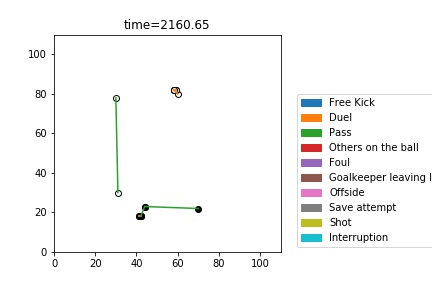 time=2160.65
100
80
60
40
20
0
0 20 40 60 80 100
Free Kick
Duel
Pass
Others on the ball
Foul
Goalkeeper leaving l
Offside
Save attempt
Shot
Interruption